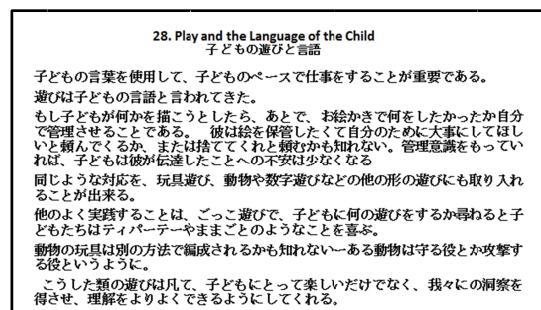 28. Play and the Language of the Child
子どもの遊びと言語
子どもの言葉を使用して、子どものペースで仕事をすることが重要である。
遊びは子どもの言語と言われてきた。
もし子どもが何かを描こうとしたら、あとで、お絵かきで何をしたかったか自分
で管理させることである。 彼は絵を保管したくて自分のために大事にしてほし
いと頼んでくるか、または捨ててくれと頼むかも知れない。管理意識をもってい
れば、子どもは彼が伝達したことへの不安は少なくなる
同じような対応を、玩具遊び、動物や数字遊びなどの他の形の遊びにも取り入れ
ることが出来る。
他のよく実践することは、ごっこ遊びで、子どもに何の遊びをするか尋ねると子
どもたちはティパーテーやままごとのようなことを喜ぶ。
動物の玩具は別の方法で編成されるかも知れないーある動物は守る役とか攻撃す
る役というように。
こうした類の遊びは凡て、子どもにとって楽しいだけでなく、我々にの洞察を
得させ、理解をよりよくできるようにしてくれる。